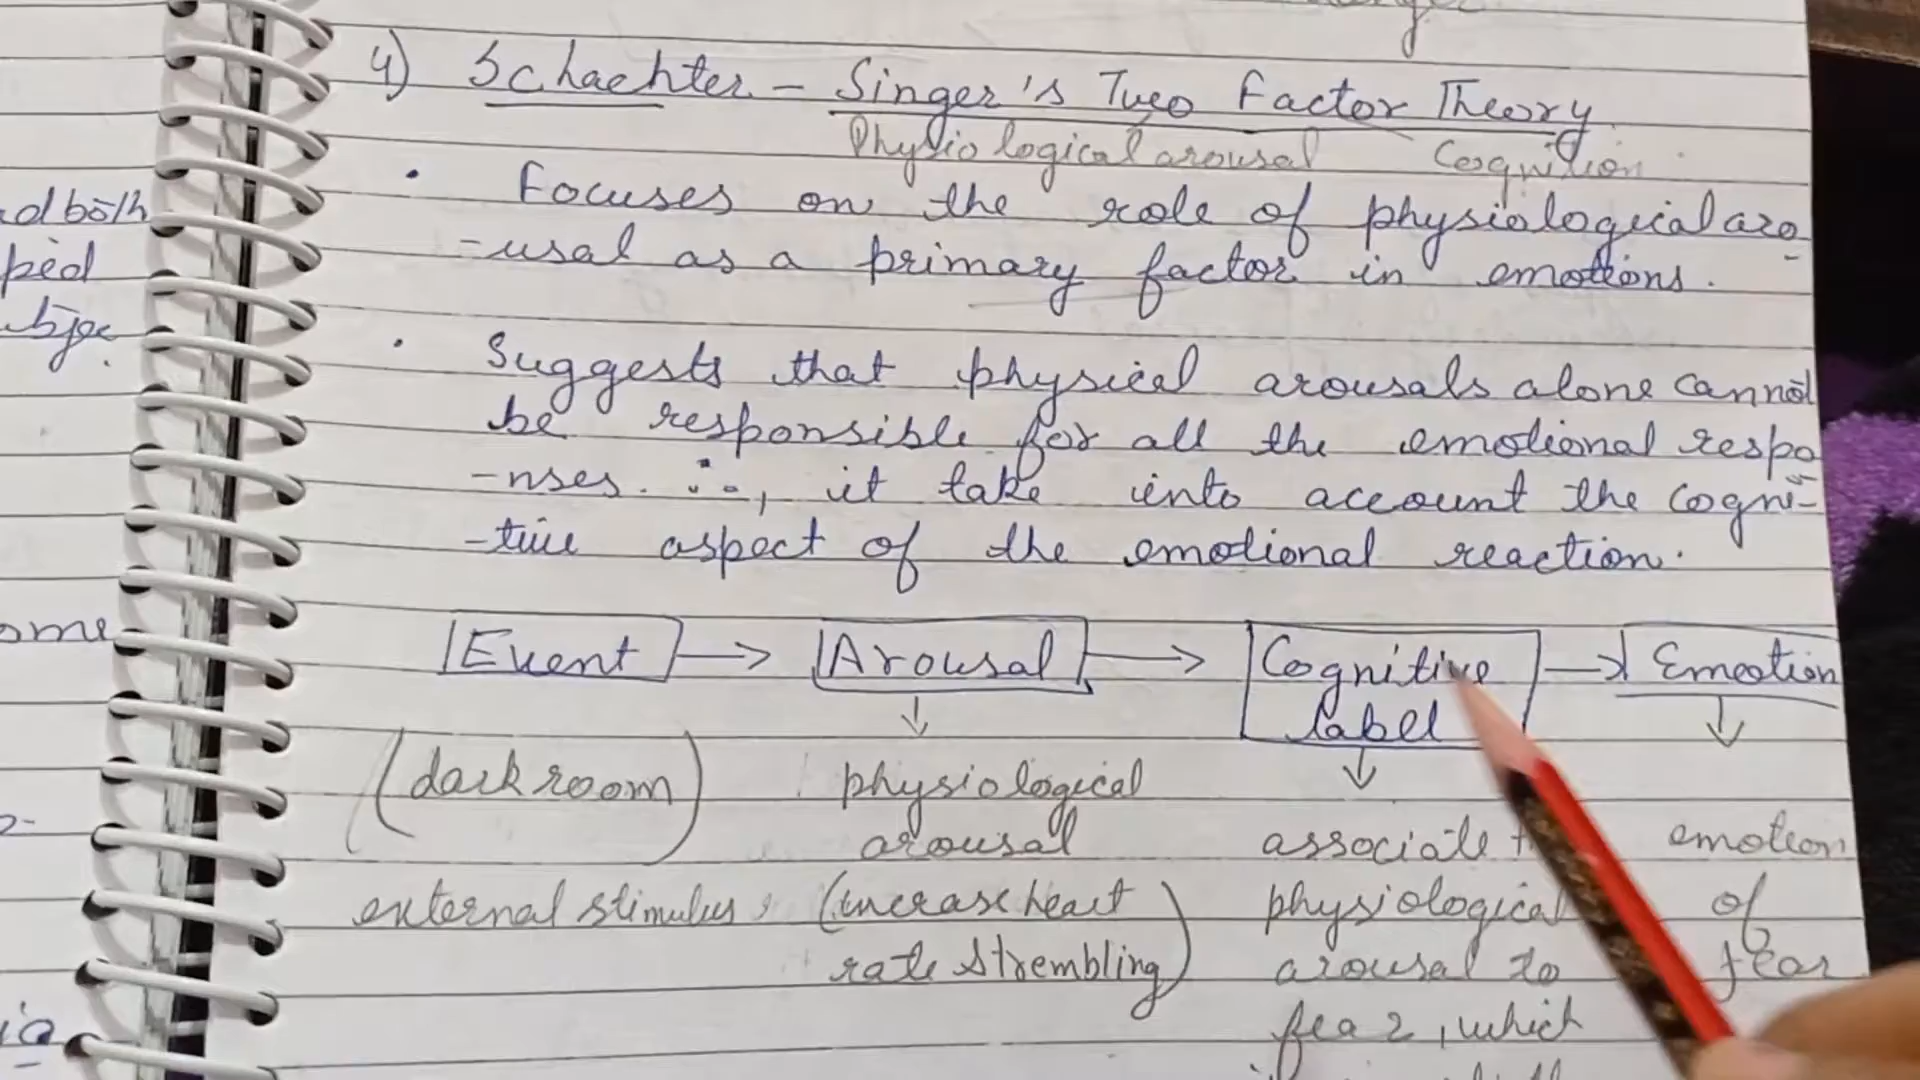 4) Schachter - Singer's Two Factor Theory
Physiological arousal Cognition
• Focuses on the role of physiological aro
-usal as a primary factor in emotions.
• Suggests that physical arousals alone cannot
be responsible for all the emotional respo
-nses. ∴, it take into account the cogni-
-tive aspect of the emotional reaction.
Event → Arousal → Cognitive label → Emotion
(dark room)
external stimulus
physiological
arousal
(increase heart
rate & trembling)
associate
physiological
arousal to
fear, which
emotion
of
fear